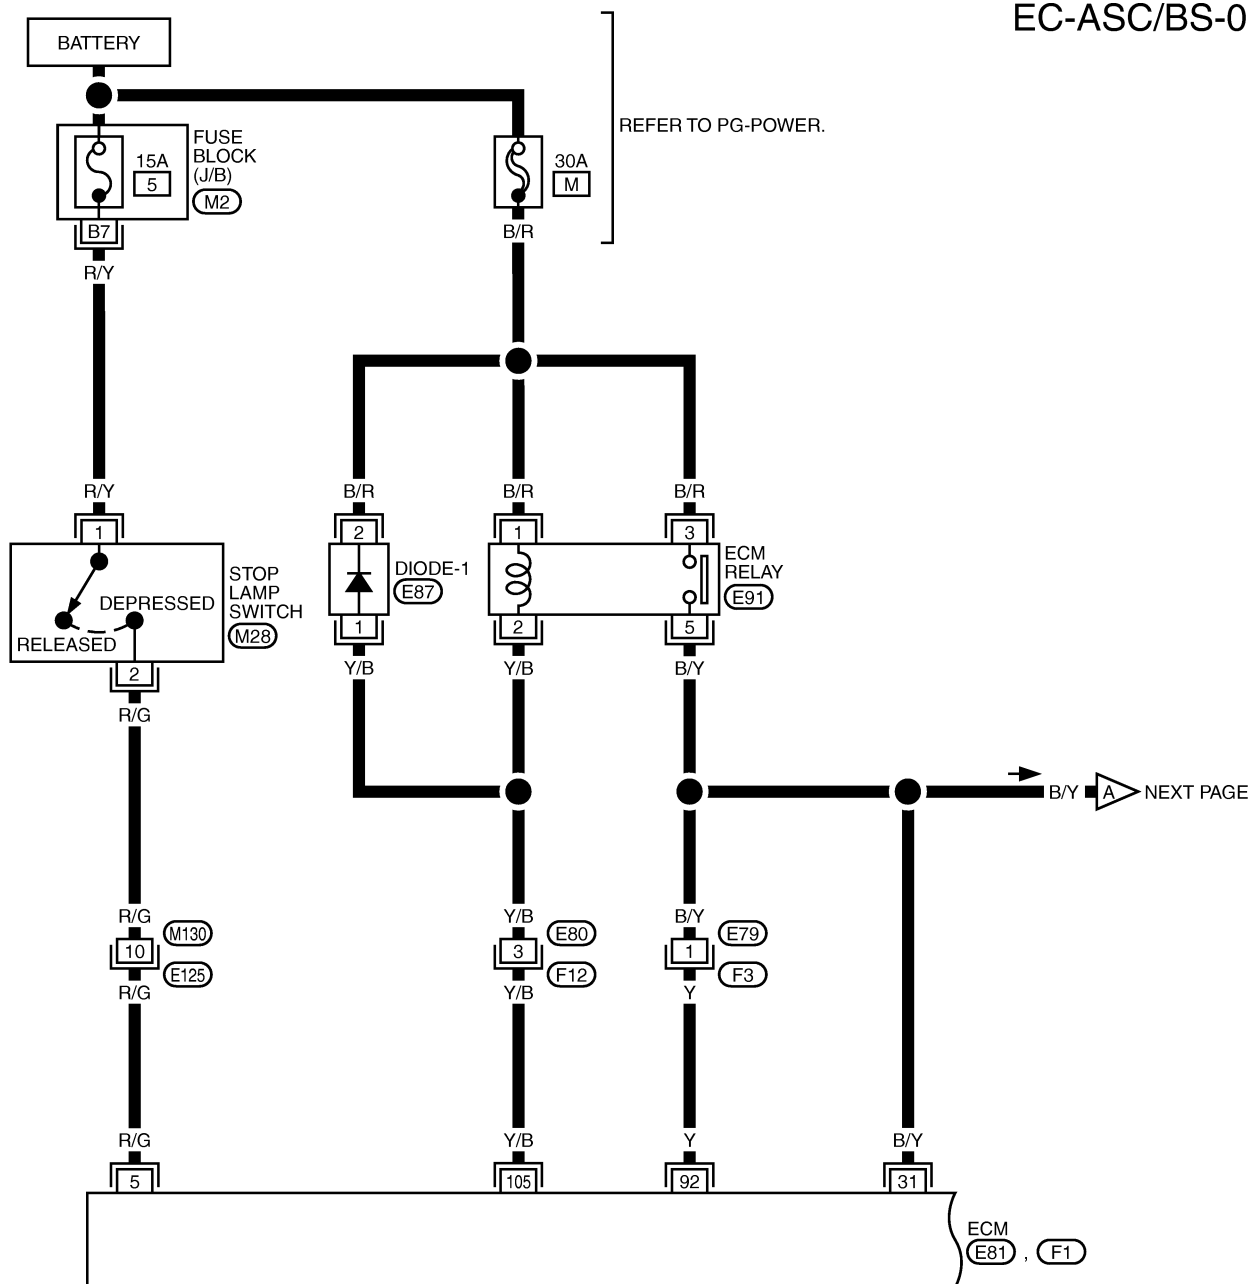 EC-ASC/BS-0
BATTERY
REFER TO PG-POWER.
FUSE
BLOCK
(J/B)
M2
15A
5
30A
M
B7
B/R
R/Y
R/Y
B/R
B/R
B/R
1
2
1
3
STOP
LAMP
SWITCH
M28
DEPRESSED
RELEASED
DIODE-1
E87
ECM
RELAY
E91
1
2
5
2
Y/B
Y/B
B/Y
R/G
B/Y
A
NEXT PAGE
R/G
Y/B
B/Y
M130
E80
E79
10
3
1
E125
F12
F3
R/G
Y/B
Y
R/G
Y/B
Y
B/Y
5
105
92
31
ECM
E81 , F1